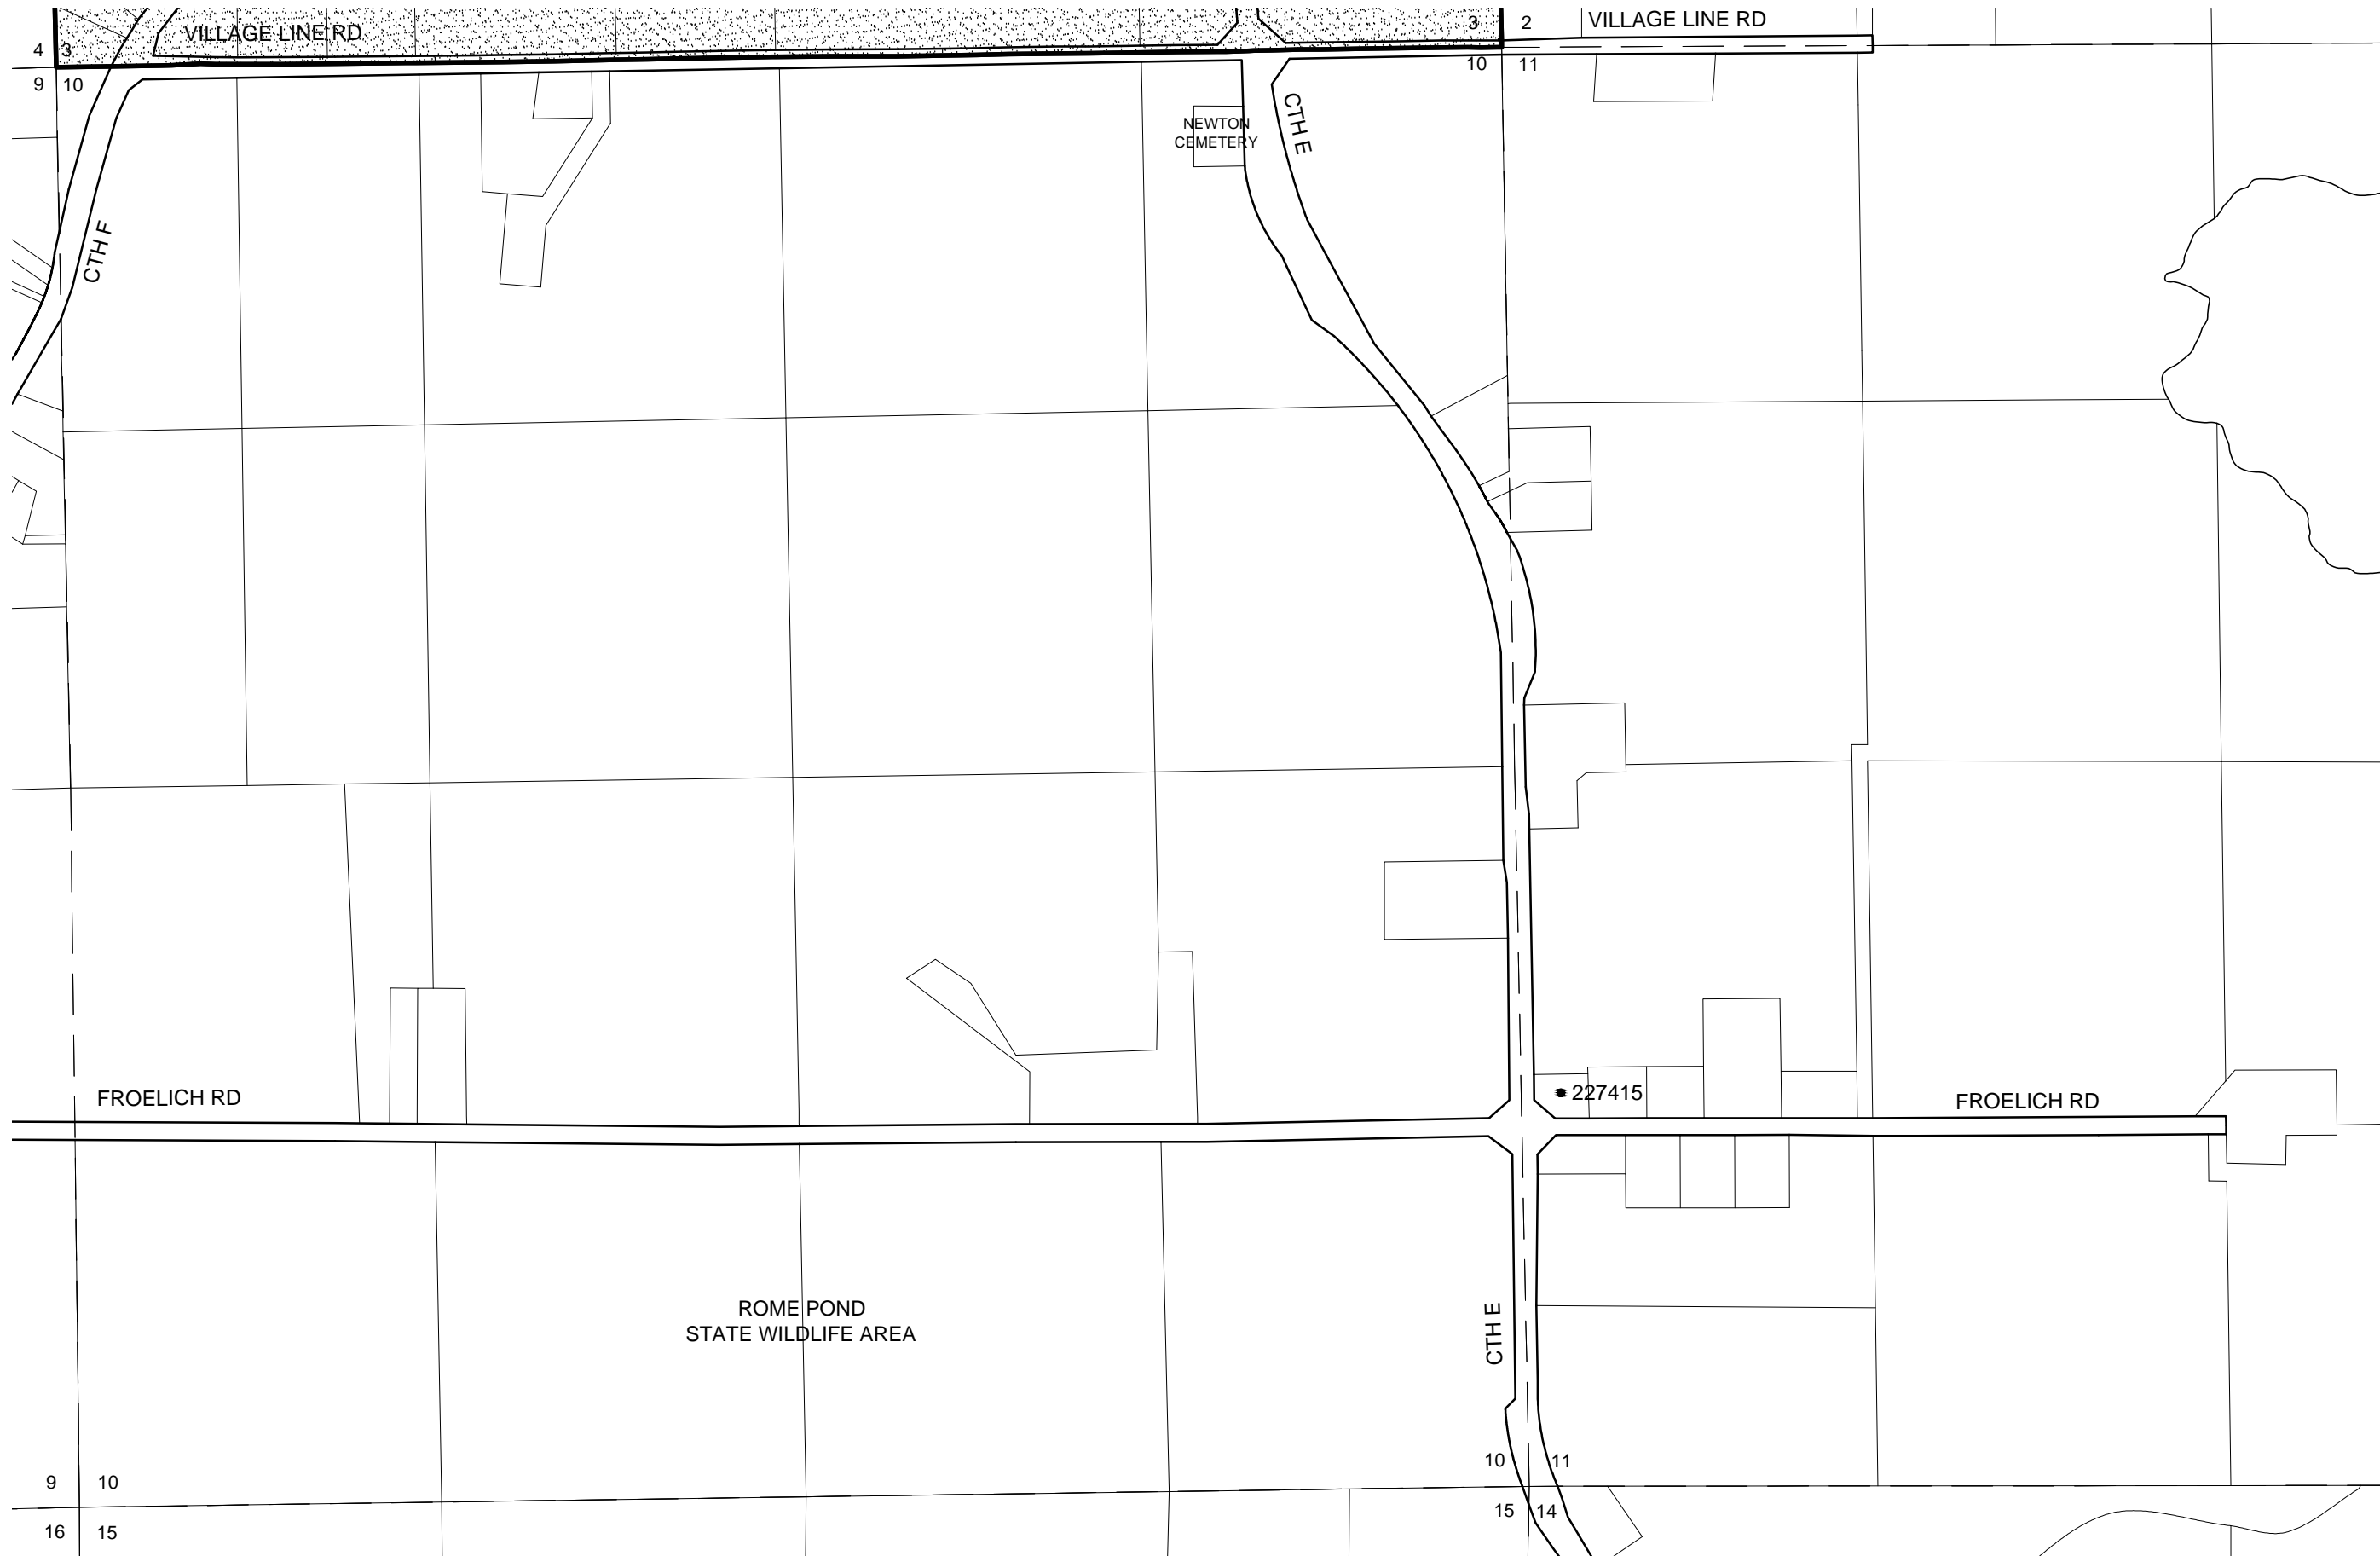 3 2 VILLAGE LINE RD
VILLAGE LINE RD
4 3
9 10
10 11
CTH E
NEWTON
CEMETERY
CTH F
227415
FROELICH RD
FROELICH RD
ROME POND
STATE WILDLIFE AREA
CTH E
10 11
9 10
15 14
16 15